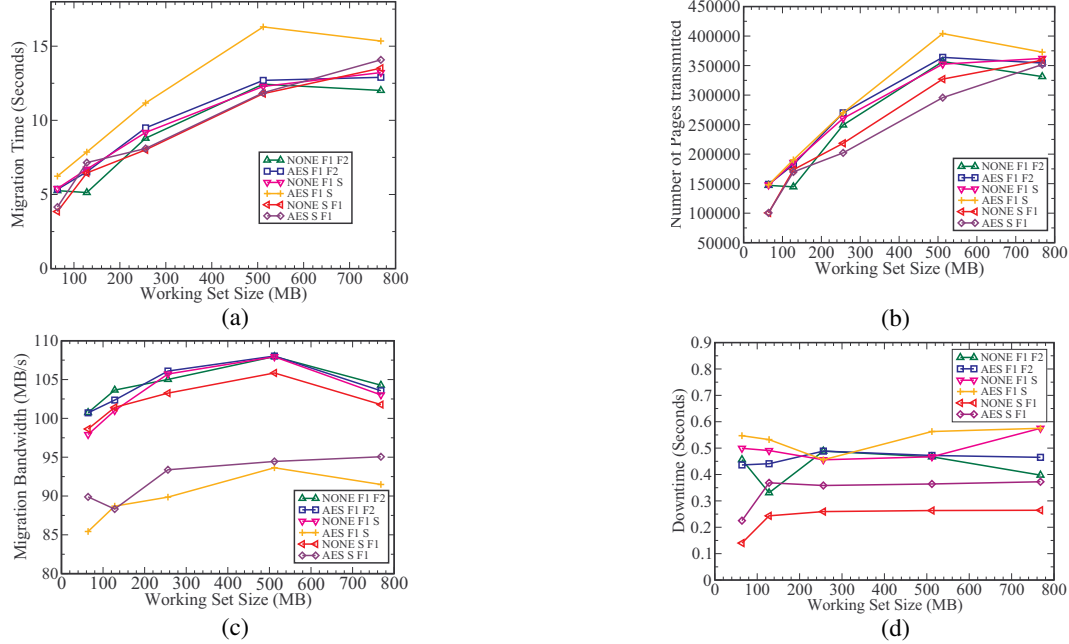 15
10
5
0
Migration Time (Seconds)
NONE F1 F2
AES F1 F2
NONE F1 S
AES F1 S
NONE S F1
AES S F1
100 200 300 400 500 600 700 800
Working Set Size (MB)
(a)
450000
400000
350000
300000
250000
200000
150000
100000
50000
Number of Pages transmitted
NONE F1 F2
AES F1 F2
NONE F1 S
AES F1 S
NONE S F1
AES S F1
100 200 300 400 500 600 700 800
Working Set Size (MB)
(b)
110
105
100
95
90
85
80
Migration Bandwidth (MB/s)
NONE F1 F2
AES F1 F2
NONE F1 S
AES F1 S
NONE S F1
AES S F1
0 100 200 300 400 500 600 700 800
Working Set Size (MB)
(c)
0.9
0.8
0.7
0.6
0.5
0.4
0.3
0.2
0.1
0
Downtime (Seconds)
NONE F1 F2
AES F1 F2
NONE F1 S
AES F1 S
NONE S F1
AES S F1
0 100 200 300 400 500 600 700 800
Working Set Size (MB)
(d)